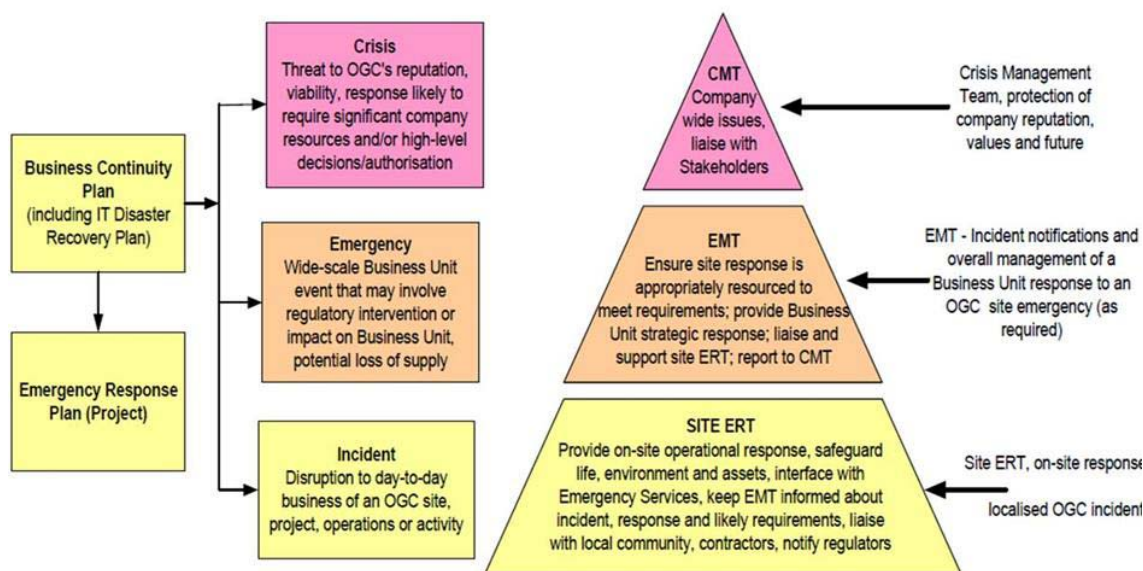 Business Continuity
Plan
(including IT Disaster
Recovery Plan)
Emergency Response
Plan (Project)
Crisis
Threat to OGC's reputation,
viability, response likely to
require significant company
resources and/or high-level
decisions/authorisation
Emergency
Wide-scale Business Unit
event that may involve
regulatory intervention or
impact on Business Unit,
potential loss of supply
Incident
Disruption to day-to-day
business of an OGC site,
project, operations or activity
CMT
Company
wide issues,
liaise with
Stakeholders
EMT
Ensure site response is
appropriately resourced to
meet requirements; provide Business
Unit strategic response; liaise and
support site ERT; report to CMT
SITE ERT
Provide on-site operational response, safeguard
life, environment and assets, interface with
Emergency Services, keep EMT informed about
incident, response and likely requirements, liaise
with local community, contractors, notify regulators
Crisis Management
Team, protection of
company reputation,
values and future
EMT - Incident notifications and
overall management of a
Business Unit response to an
OGC site emergency (as
required)
Site ERT, on-site response
localised OGC incident